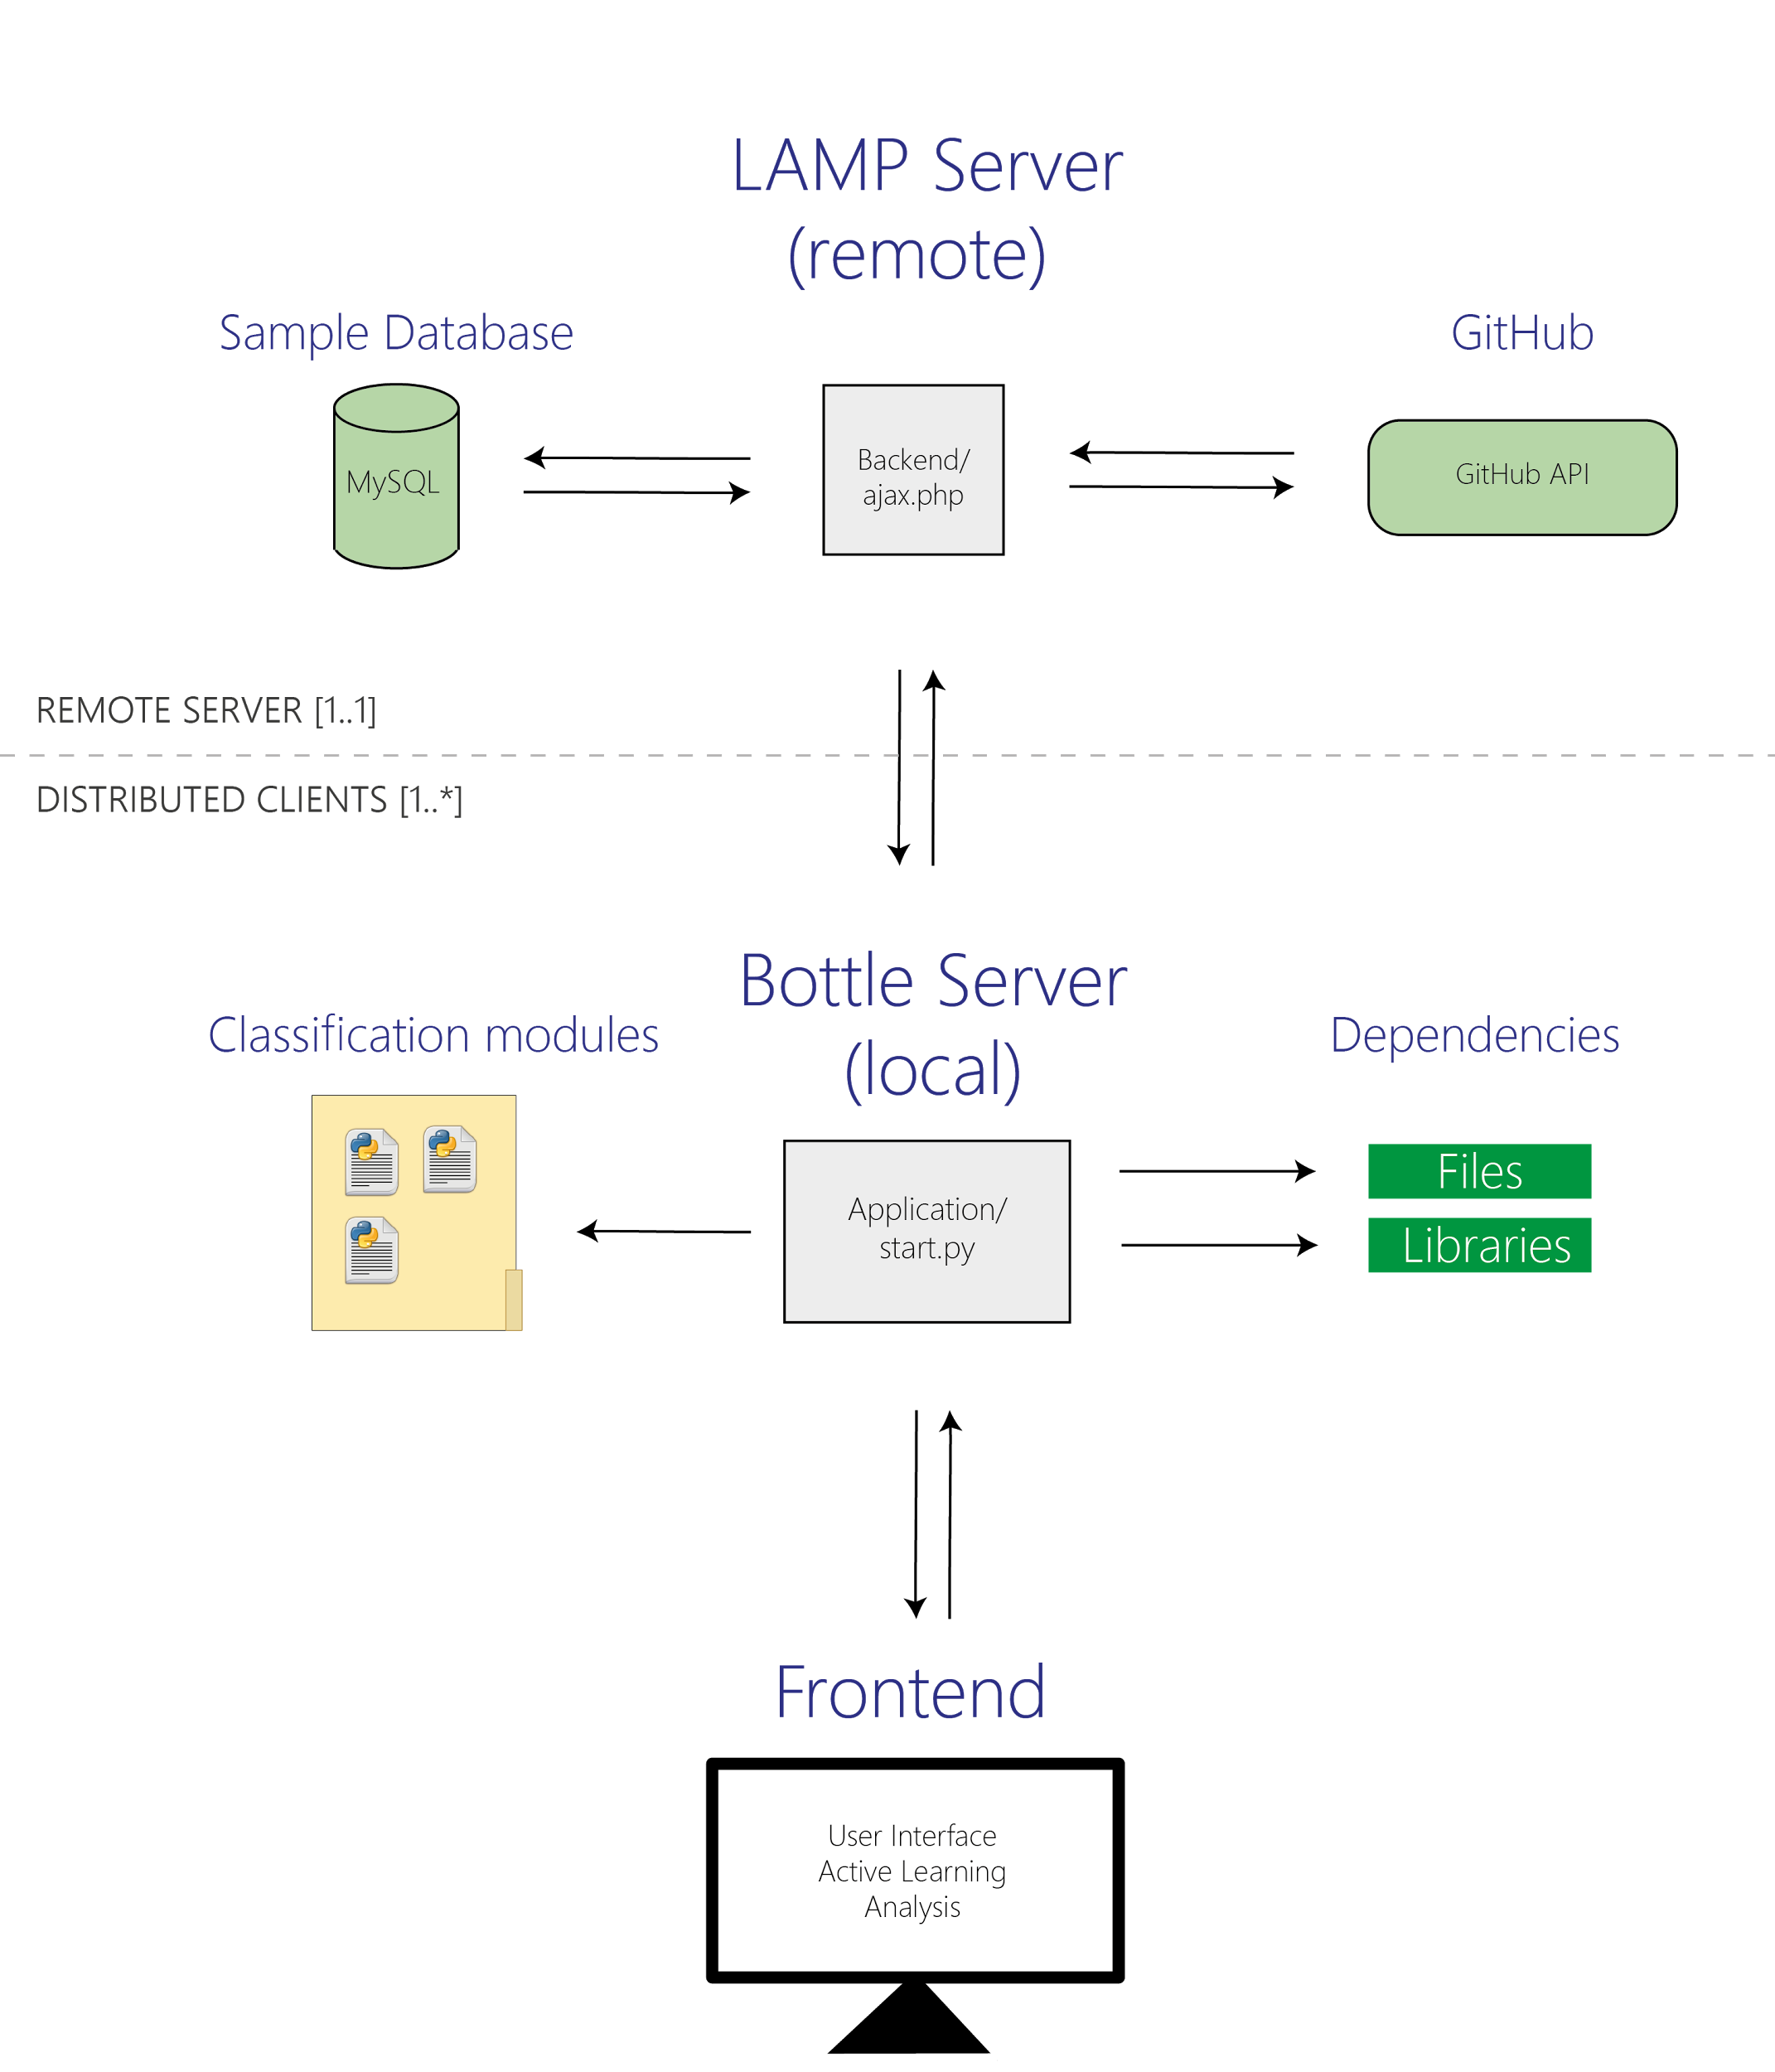 LAMP Server
(remote)
Sample Database
GitHub
MySQL
Backend/
ajax.php
GitHub API
REMOTE SERVER [1..1]
DISTRIBUTED CLIENTS [1..*]
Bottle Server
(local)
Classification modules
Dependencies
Application/
start.py
Files
Libraries
Frontend
User Interface
Active Learning
Analysis